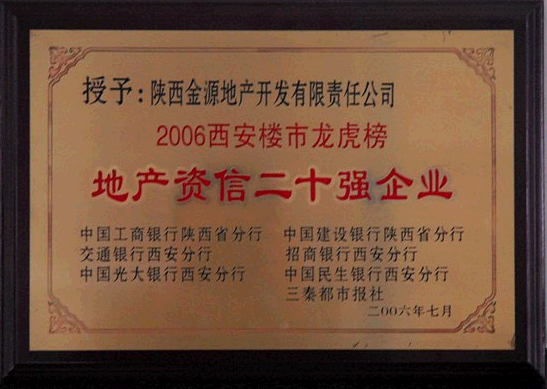 授予：陕西金源地产开发有限责任公司
2006西安楼市龙虎榜
地产资信二十强企业
中国工商银行陕西省分行 中国建设银行陕西省分行
交通银行西安分行 招商银行西安分行
中国光大银行西安分行 中国民生银行西安分行
三秦都市报社
二00六年七月